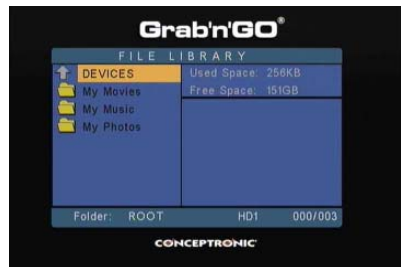 Grab'n'GO®
FILE LIBRARY
DEVICES
My Movies
My Music
My Photos
Used Space: 256KB
Free Space: 151GB
Folder: ROOT HD1 000/003
CONCEPTRONIC